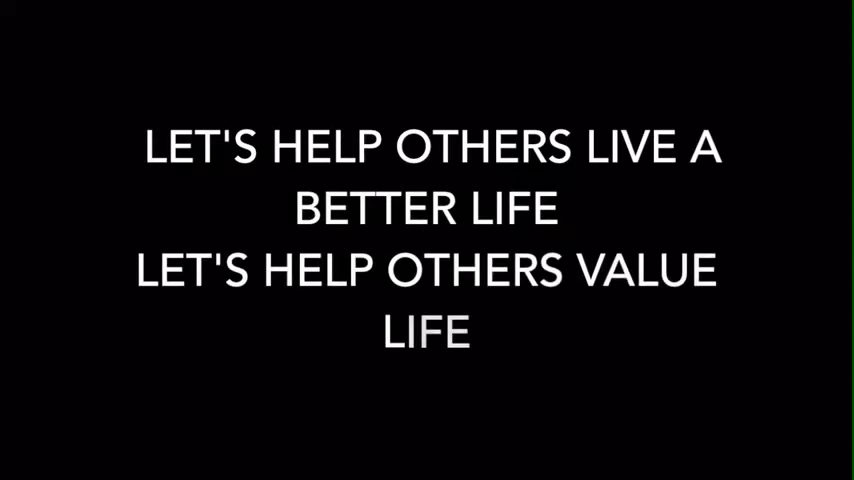 LET'S HELP OTHERS LIVE A
BETTER LIFE
LET'S HELP OTHERS VALUE
LIFE